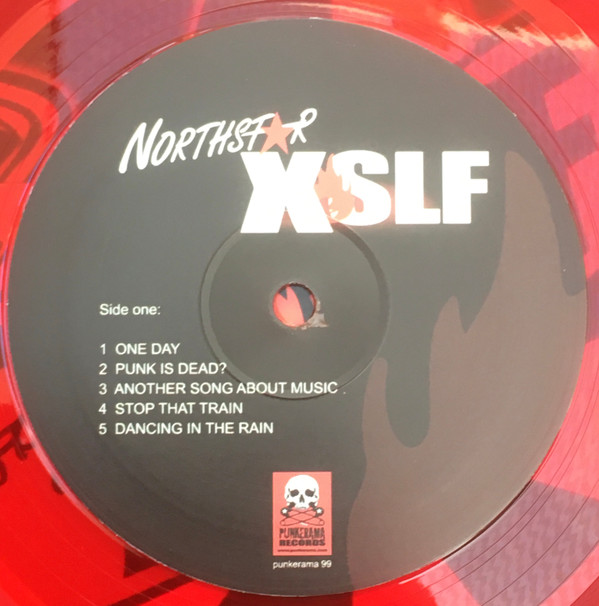 NORTHSTAR
XSLF
Side one:
1 ONE DAY
2 PUNK IS DEAD?
3 ANOTHER SONG ABOUT MUSIC
4 STOP THAT TRAIN
5 DANCING IN THE RAIN
PUNKERAMA
RECORDS
punkerama 99